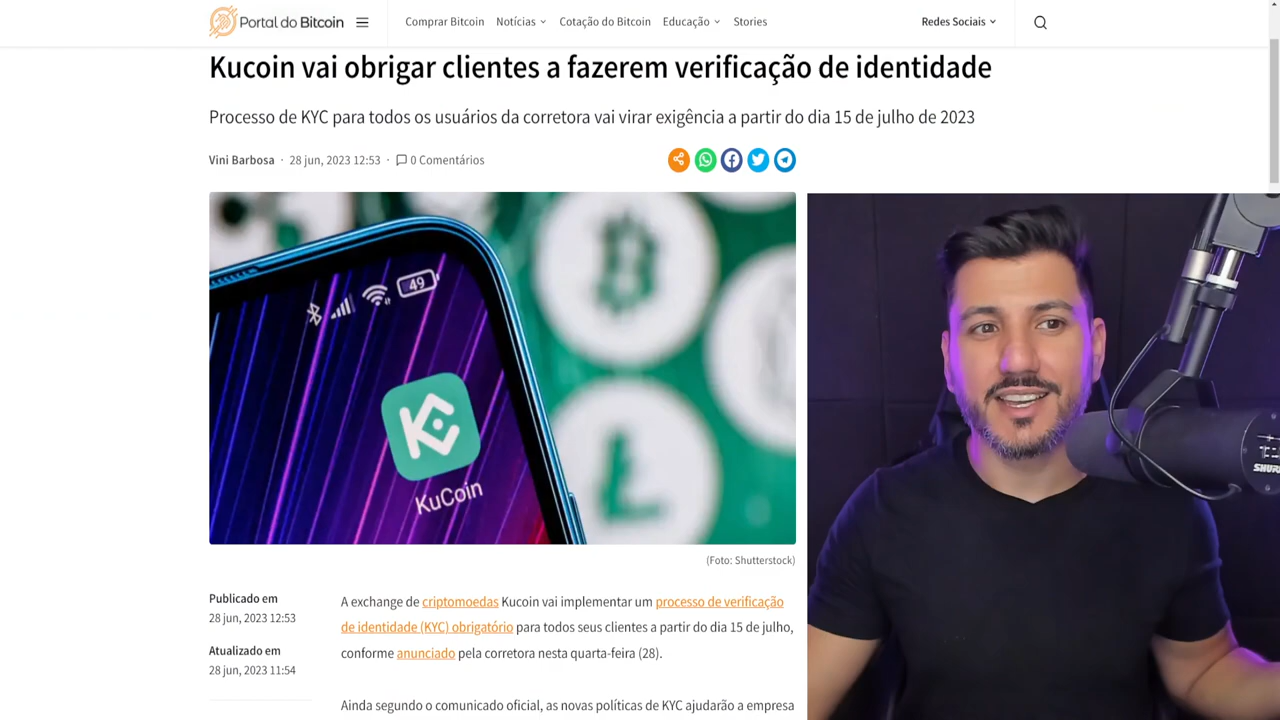 Portal do Bitcoin
Comprar Bitcoin Notícias Cotação do Bitcoin Educação Stories
Redes Sociais
Kucoin vai obrigar clientes a fazerem verificação de identidade
Processo de KYC para todos os usuários da corretora vai virar exigência a partir do dia 15 de julho de 2023
Vini Barbosa · 28 jun, 2023 12:53 · 0 Comentários
49
KuCoin
SHURE
(Foto: Shutterstock)
Publicado em
28 jun, 2023 12:53
Atualizado em
28 jun, 2023 11:54
A exchange de criptomoedas Kucoin vai implementar um processo de verificação
de identidade (KYC) obrigatório para todos seus clientes a partir do dia 15 de julho,
conforme anunciado pela corretora nesta quarta-feira (28).
Ainda segundo o comunicado oficial, as novas políticas de KYC ajudarão a empresa